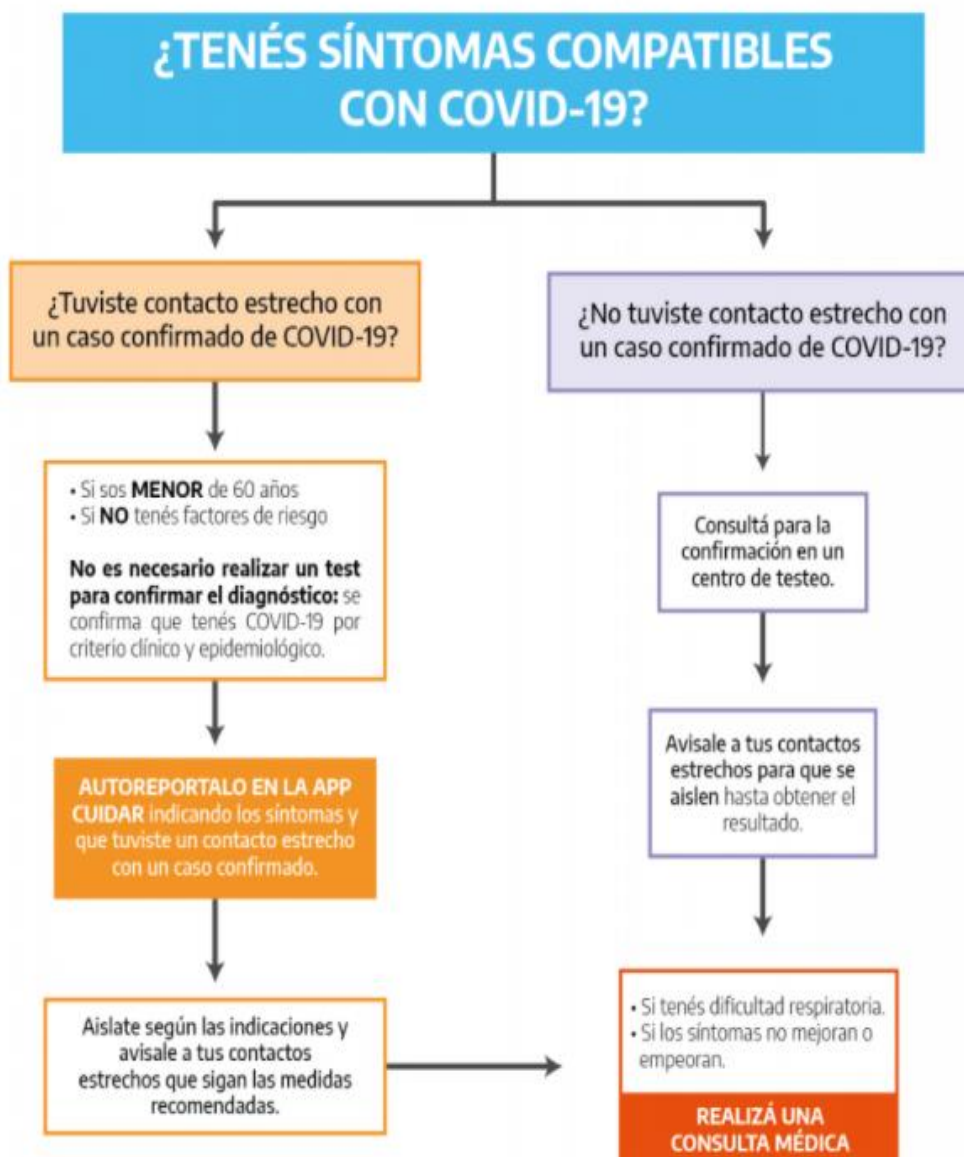 ¿TENÉS SÍNTOMAS COMPATIBLES
CON COVID-19?
¿Tuviste contacto estrecho con
un caso confirmado de COVID-19?
• Si sos MENOR de 60 años
• Si NO tenés factores de riesgo
No es necesario realizar un test
para confirmar el diagnóstico: se
confirma que tenés COVID-19 por
criterio clínico y epidemiológico.
AUTOREPORTALO EN LA APP
CUIDAR indicando los síntomas y
que tuviste un contacto estrecho
con un caso confirmado.
Aislate según las indicaciones y
avisale a tus contactos
estrechos que sigan las medidas
recomendadas.
¿No tuviste contacto estrecho con
un caso confirmado de COVID-19?
Consultá para la
confirmación en un
centro de testeo.
Avisale a tus contactos
estrechos para que se
aislen hasta obtener el
resultado.
• Si tenés dificultad respiratoria.
• Si los síntomas no mejoran o
empeoran.
REALIZÁ UNA
CONSULTA MÉDICA